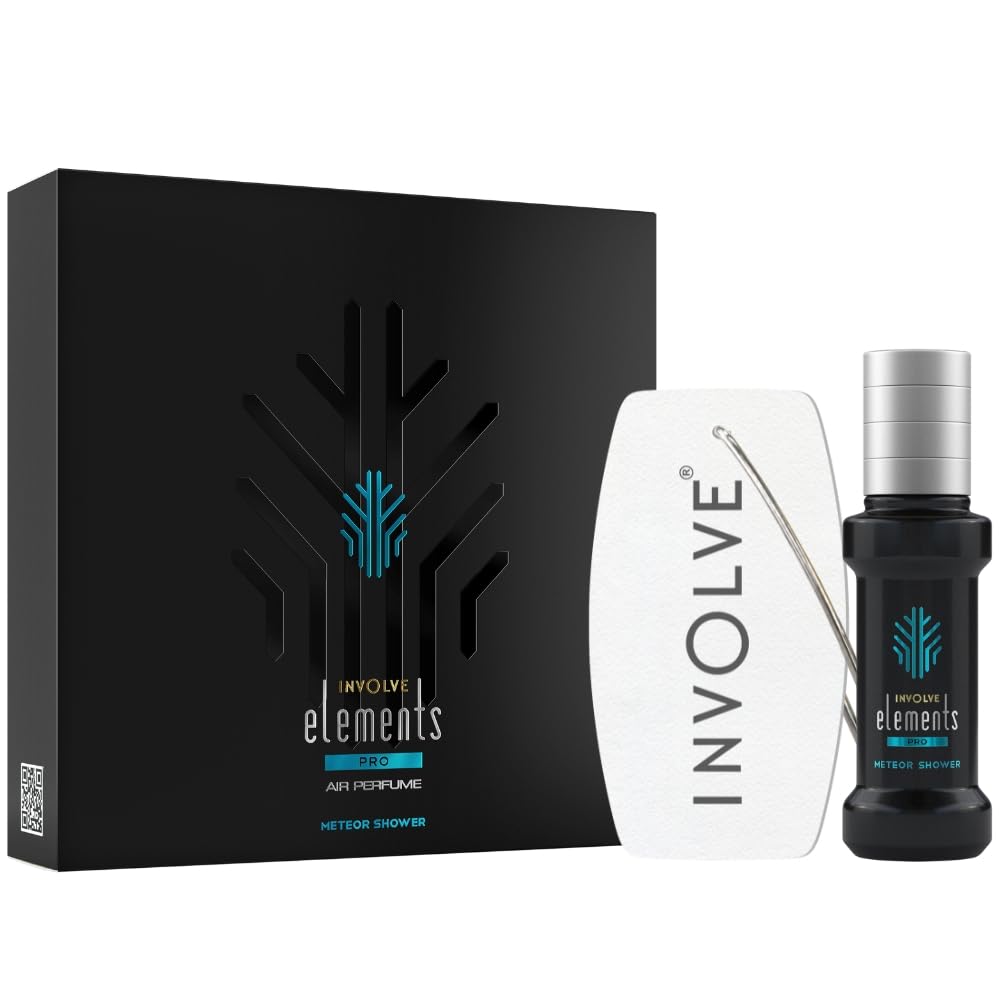 INVOLVE
elements
PRO
AIR PERFUME
METEOR SHOWER
INVOLVE®
INVOLVE
elements
PRO
METEOR SHOWER